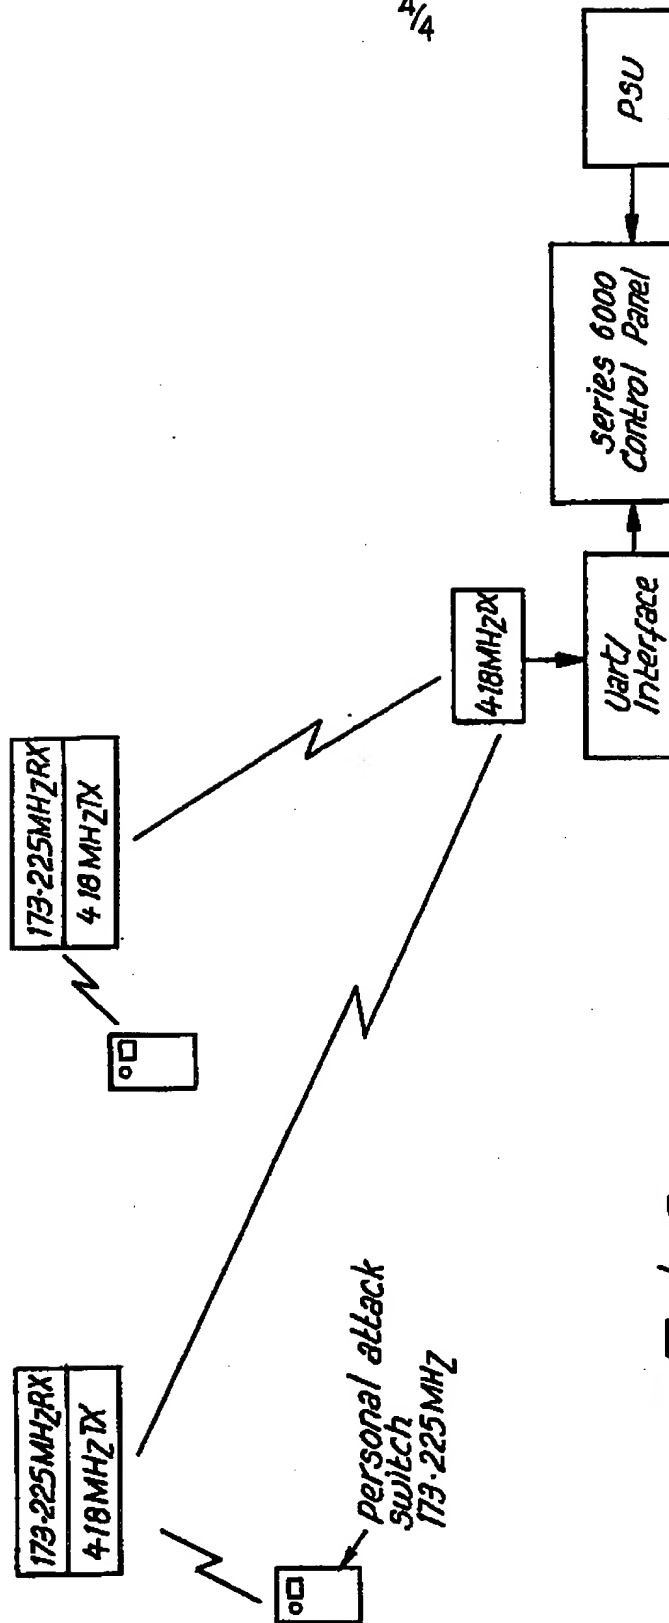 4/4
173·225MHZRX
418MHZTX
173·225MHZRX
418MHZTX
personal attack
switch
173·225MHZ
418MHZTX
Uart/
Interface
Series 6000
Control Panel
PSU